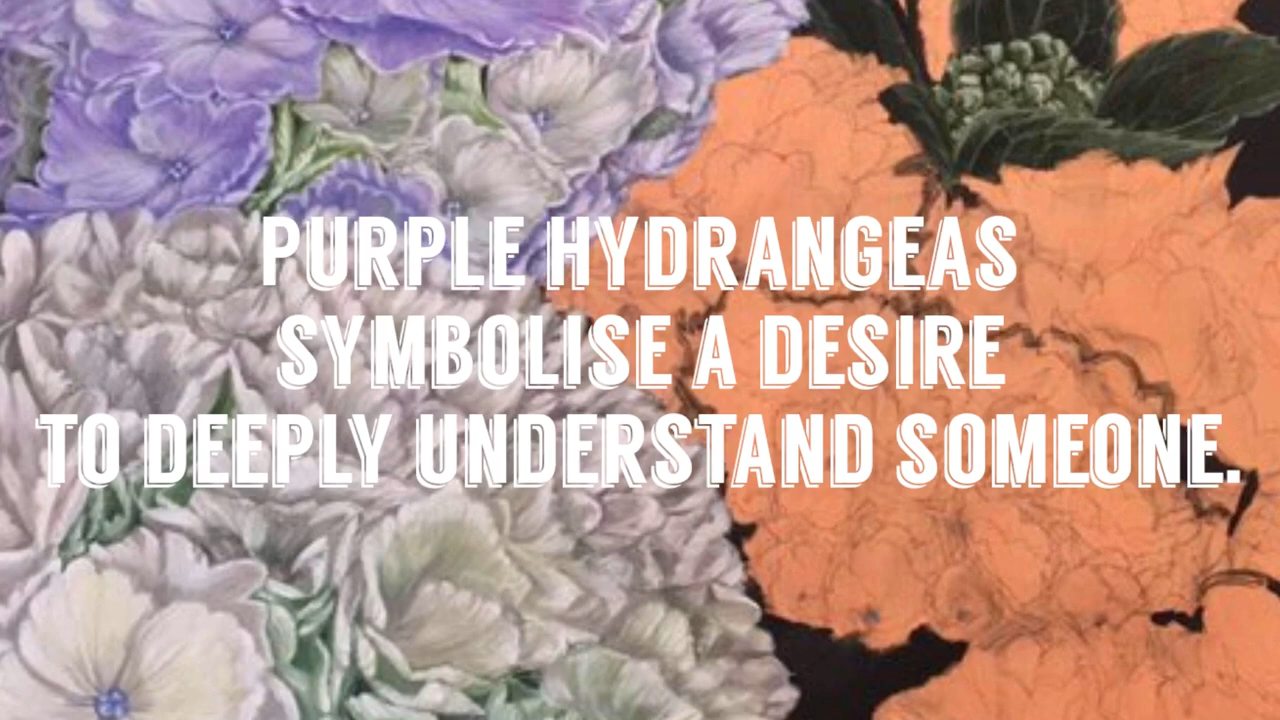 PURPLE HYDRANGEAS
SYMBOLISE A DESIRE
TO DEEPLY UNDERSTAND SOMEONE.